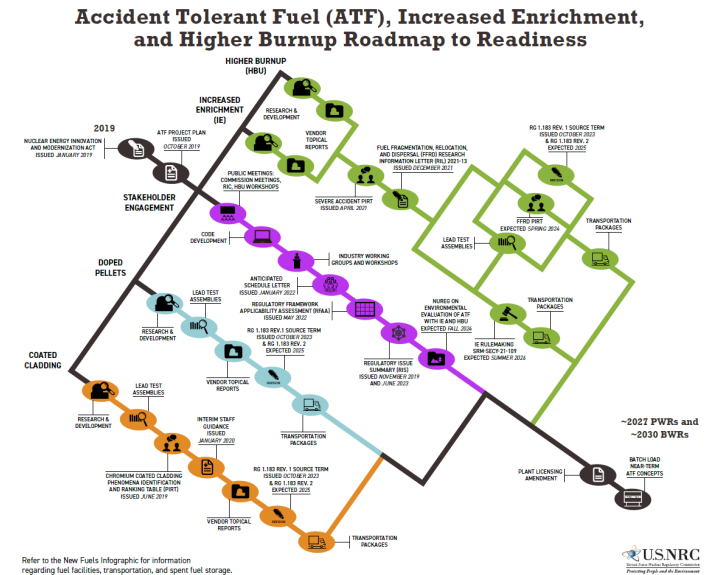 Accident Tolerant Fuel (ATF), Increased Enrichment,
and Higher Burnup Roadmap to Readiness
HIGHER BURNUP
(HBU)
RESEARCH &
DEVELOPMENT
VENDOR
TOPICAL
REPORTS
INCREASED
ENRICHMENT
(IE)
2019
NUCLEAR ENERGY INNOVATION
AND MODERNIZATION ACT
ISSUED JANUARY 2019
ATF PROJECT PLAN
ISSUED
OCTOBER 2019
STAKEHOLDER
ENGAGEMENT
PUBLIC MEETINGS:
COMMISSION MEETINGS,
RIC, HBU WORKSHOPS
SEVERE ACCIDENT PIRT
ISSUED APRIL 2021
FUEL FRAGMENTATION, RELOCATION,
AND DISPERSAL (FFRD) RESEARCH
INFORMATION LETTER (RIL) 2021-13
ISSUED DECEMBER 2021
RG 1.183 REV. 1 SOURCE TERM
ISSUED OCTOBER 2023
& RG 1.183 REV. 2
EXPECTED 2025
FFRD PIRT
EXPECTED SPRING 2024
LEAD TEST
ASSEMBLIES
TRANSPORTATION
PACKAGES
CODE
DEVELOPMENT
INDUSTRY WORKING
GROUPS AND WORKSHOPS
DOPED
PELLETS
ANTICIPATED
SCHEDULE LETTER
ISSUED JANUARY 2022
REGULATORY FRAMEWORK
APPLICABILITY ASSESSMENT (RFAA)
ISSUED MAY 2022
NUREG ON
ENVIRONMENTAL
EVALUATION OF ATF
WITH IE AND HBU
EXPECTED FALL 2024
TRANSPORTATION
PACKAGES
IE RULEMAKING
SRM-SECY-21-109
EXPECTED SUMMER 2026
REGULATORY ISSUE
SUMMARY (RIS)
ISSUED NOVEMBER 2019
AND JUNE 2023
LEAD TEST
ASSEMBLIES
RESEARCH &
DEVELOPMENT
RG 1.183 REV.1 SOURCE TERM
ISSUED OCTOBER 2023
& RG 1.183 REV. 2
EXPECTED 2025
VENDOR TOPICAL
REPORTS
TRANSPORTATION
PACKAGES
COATED
CLADDING
LEAD TEST
ASSEMBLIES
RESEARCH &
DEVELOPMENT
INTERIM STAFF
GUIDANCE
ISSUED
JANUARY 2020
CHROMIUM COATED CLADDING
PHENOMENA IDENTIFICATION
AND RANKING TABLE (PIRT)
ISSUED JUNE 2019
RG 1.183 REV. 1 SOURCE TERM
ISSUED OCTOBER 2023
& RG 1.183 REV. 2
EXPECTED 2025
VENDOR TOPICAL
REPORTS
TRANSPORTATION
PACKAGES
~2027 PWRs and
~2030 BWRs
PLANT LICENSING
AMENDMENT
BATCH LOAD
NEAR-TERM
ATF CONCEPTS
Refer to the New Fuels Infographic for information
regarding fuel facilities, transportation, and spent fuel storage.
U.S.NRC
United States Nuclear Regulatory Commission
Protecting People and the Environment